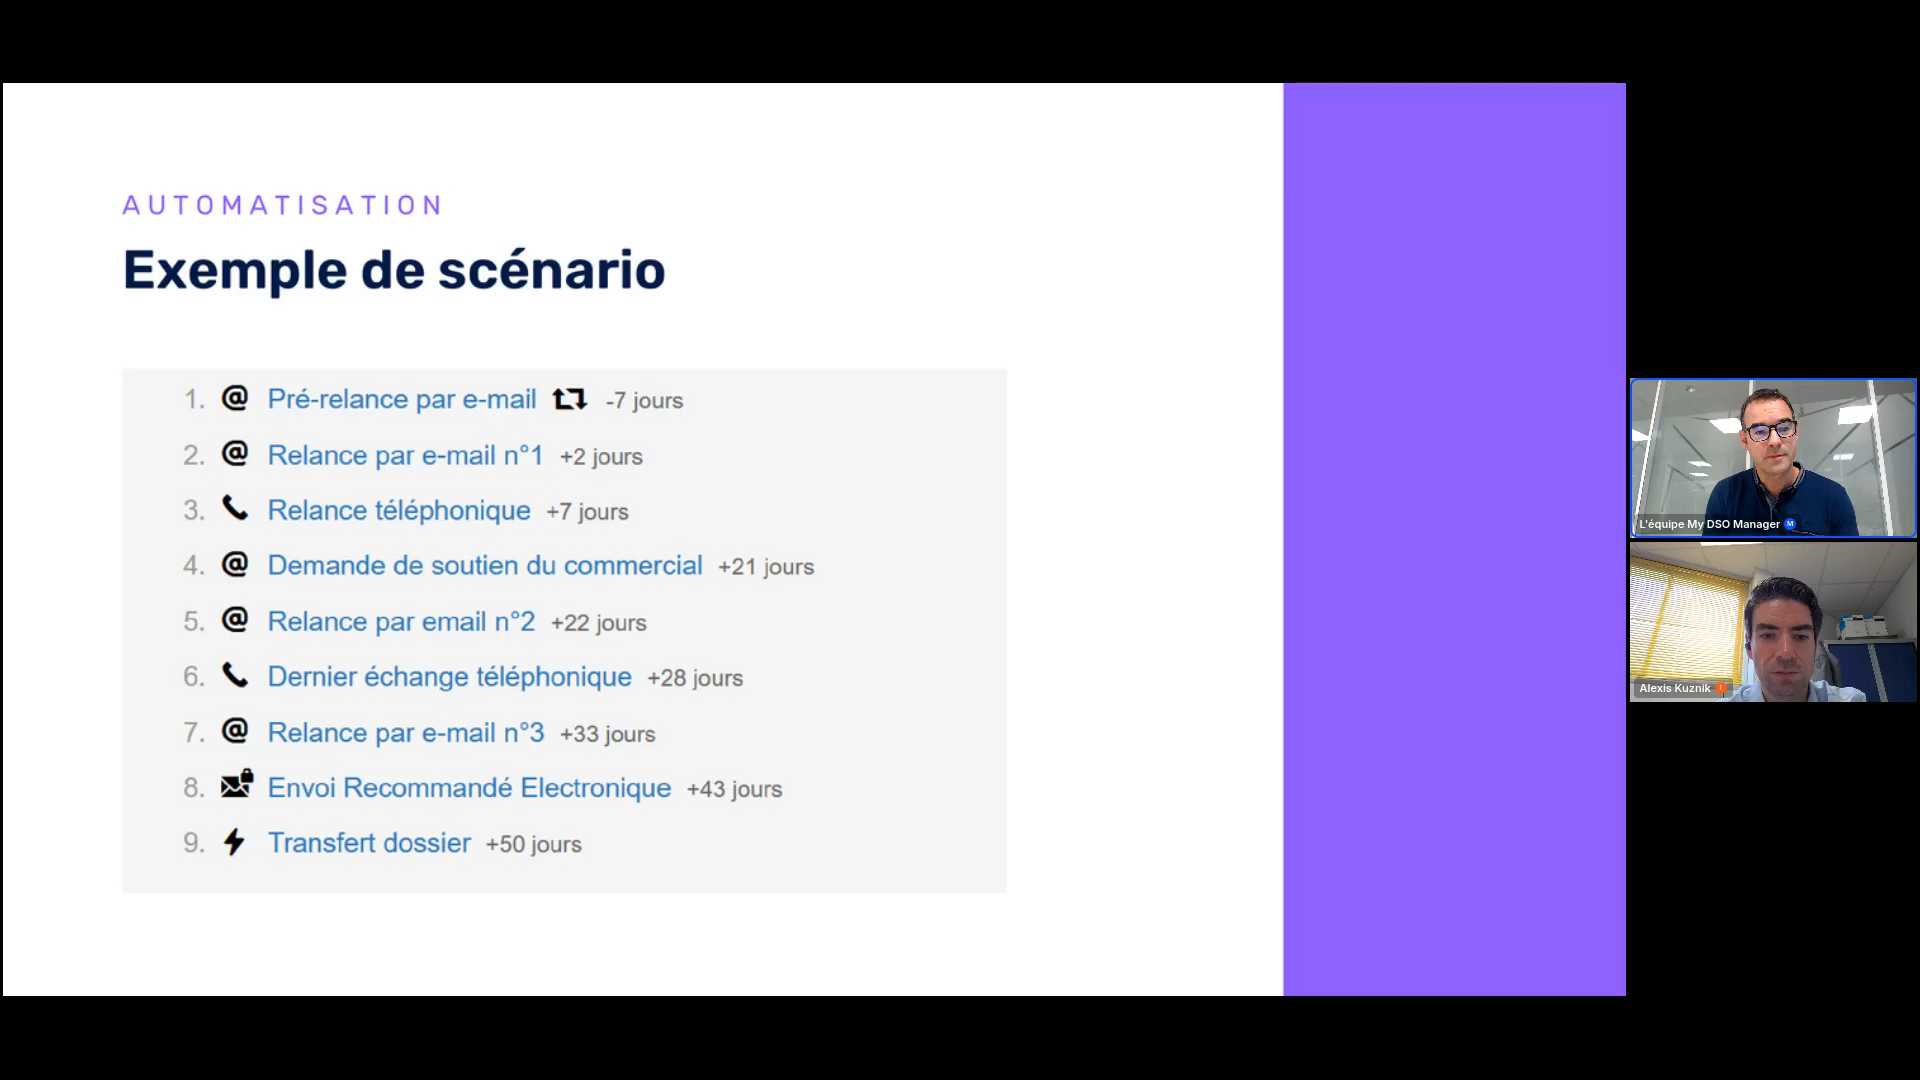 AUTOMATISATION
Exemple de scénario
1. @ Pré-relance par e-mail -7 jours
2. @ Relance par e-mail n°1 +2 jours
3. Relance téléphonique +7 jours
4. @ Demande de soutien du commercial +21 jours
5. @ Relance par email n°2 +22 jours
6. Dernier échange téléphonique +28 jours
7. @ Relance par e-mail n°3 +33 jours
8. Envoi Recommandé Electronique +43 jours
9. Transfert dossier +50 jours
L'équipe My DSO Manager M
Alexis Kuznik